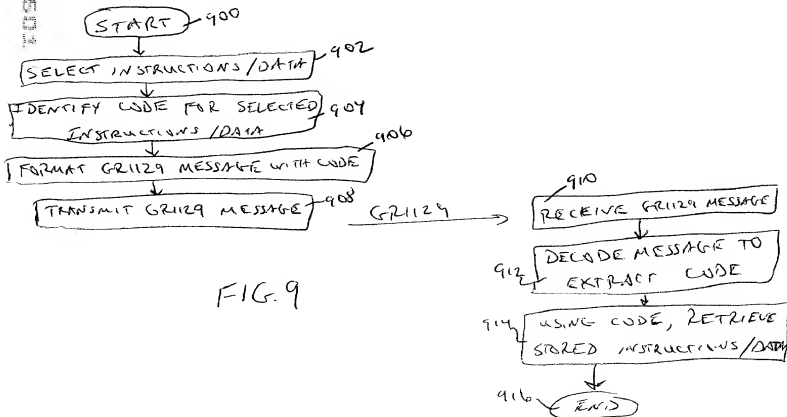 START 900
SELECT INSTRUCTIONS/DATA 902
IDENTIFY CODE FOR SELECTED 904
INSTRUCTIONS/DATA
906
FORMAT GR1129 MESSAGE WITH CODE
TRANSMIT GR1129 MESSAGE 908
GR1129
910
RECEIVE GR1129 MESSAGE
DECODE MESSAGE TO
912 EXTRACT CODE
914 USING CODE, RETRIEVE
STORED INSTRUCTIONS/DATA
916 END
FIG. 9